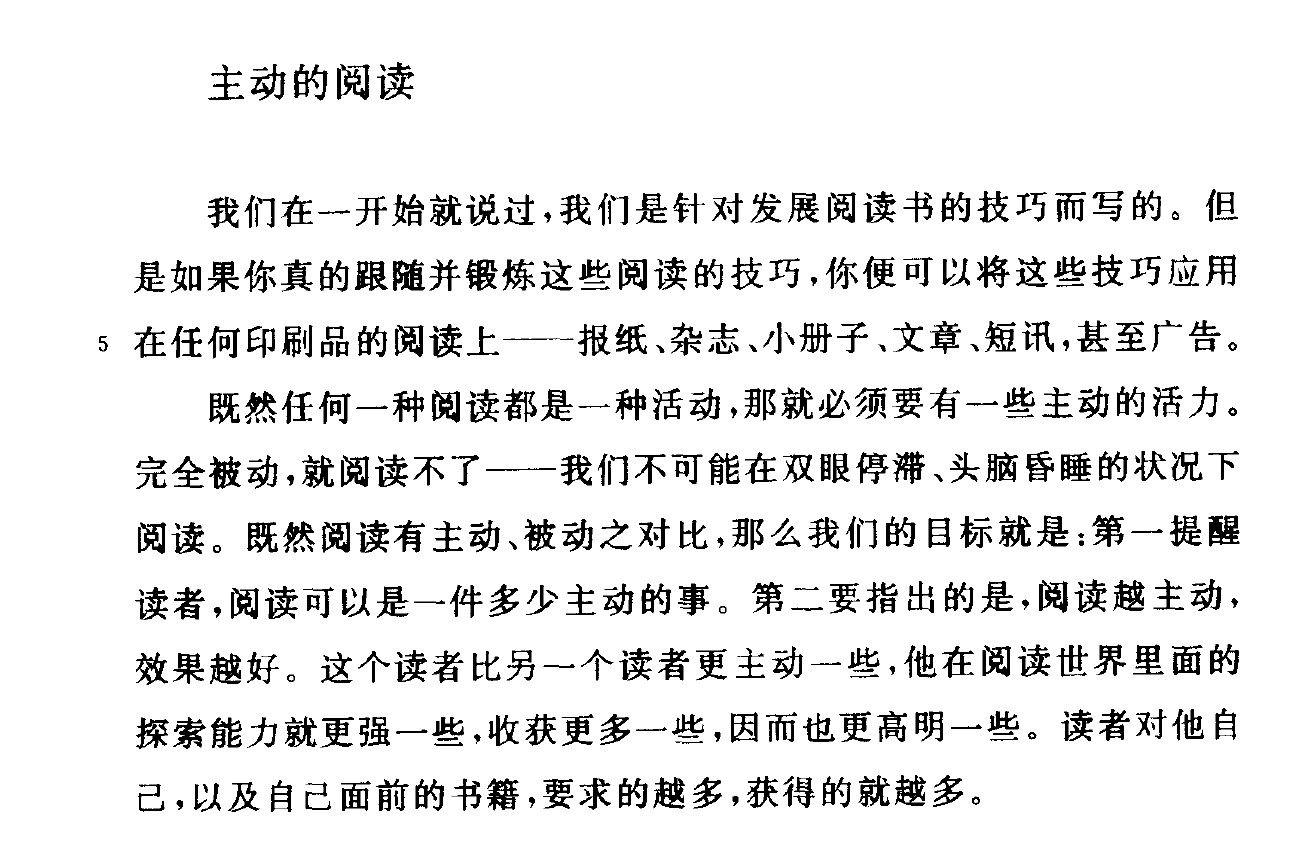 主动的阅读
我们在一开始就说过，我们是针对发展阅读书的技巧而写的。但
是如果你真的跟随并锻炼这些阅读的技巧，你便可以将这些技巧应用
5 在任何印刷品的阅读上——报纸、杂志、小册子、文章、短讯，甚至广告。
既然任何一种阅读都是一种活动，那就必须要有一些主动的活力。
完全被动，就阅读不了——我们不可能在双眼停滞、头脑昏睡的状况下
阅读。既然阅读有主动、被动之对比，那么我们的目标就是：第一提醒
读者，阅读可以是一件多少主动的事。第二要指出的是，阅读越主动，
效果越好。这个读者比另一个读者更主动一些，他在阅读世界里面的
探索能力就更强一些，收获更多一些，因而也更高明一些。读者对他自
己，以及自己面前的书籍，要求的越多，获得的就越多。